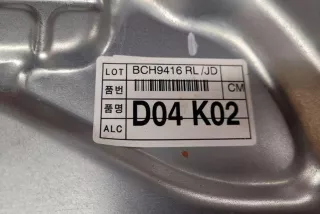 LOT BCH9416 RL/JD
품번 CM
품명 D04 K02
ALC